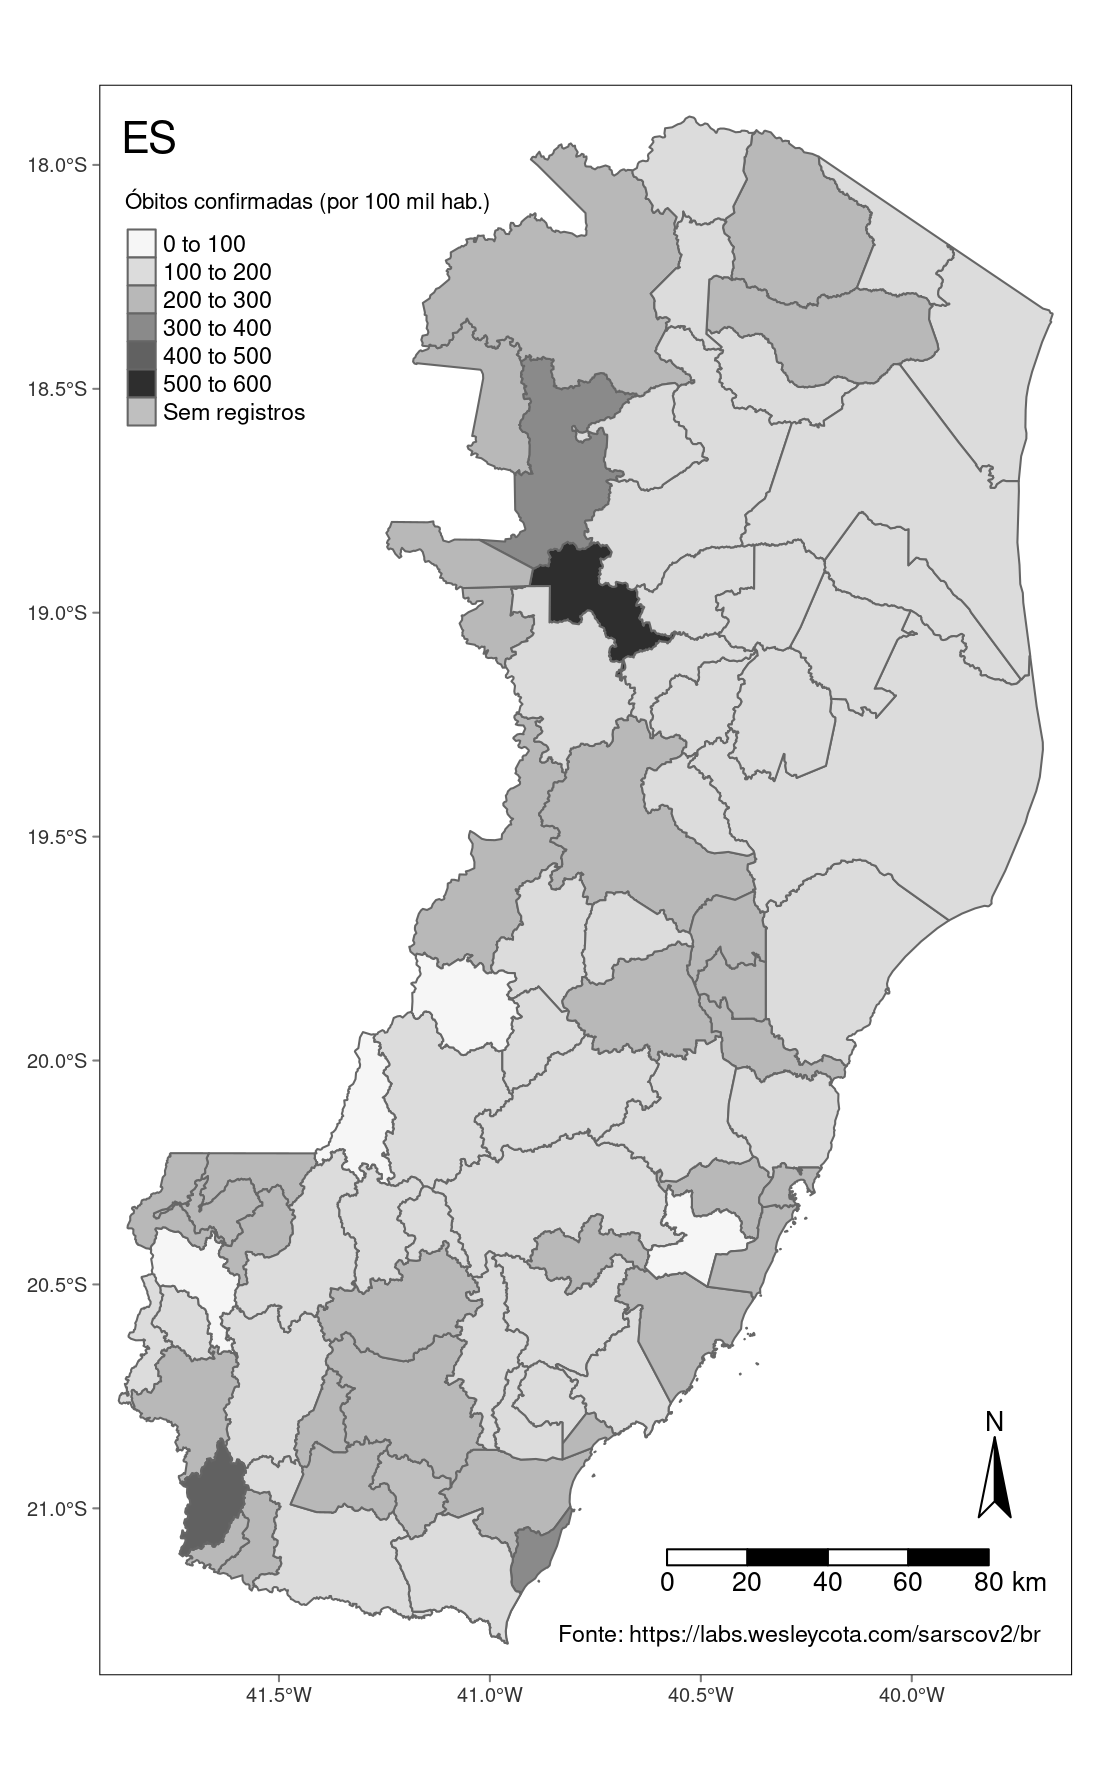 ES
Óbitos confirmadas (por 100 mil hab.)
0 to 100
100 to 200
200 to 300
300 to 400
400 to 500
500 to 600
Sem registros
18.0°S
18.5°S
19.0°S
19.5°S
20.0°S
20.5°S
21.0°S
N
0 20 40 60 80 km
Fonte: https://labs.wesleycota.com/sarscov2/br
41.5°W 41.0°W 40.5°W 40.0°W